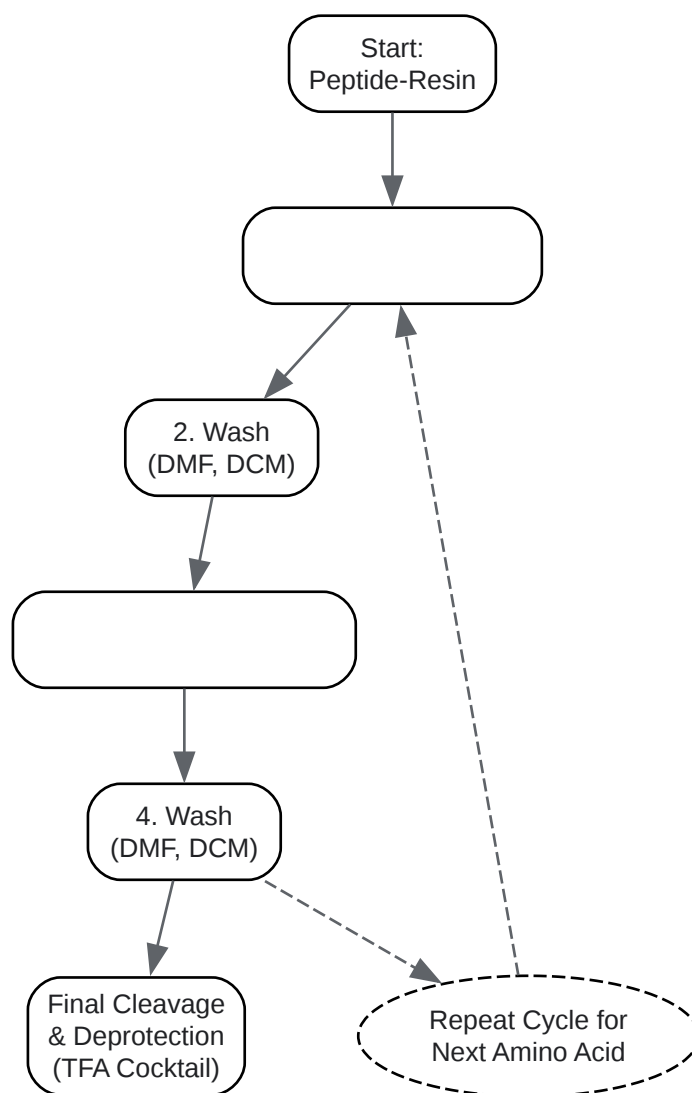 Start:
Peptide-Resin
2. Wash
(DMF, DCM)
4. Wash
(DMF, DCM)
Final Cleavage
& Deprotection
(TFA Cocktail)
Repeat Cycle for
Next Amino Acid